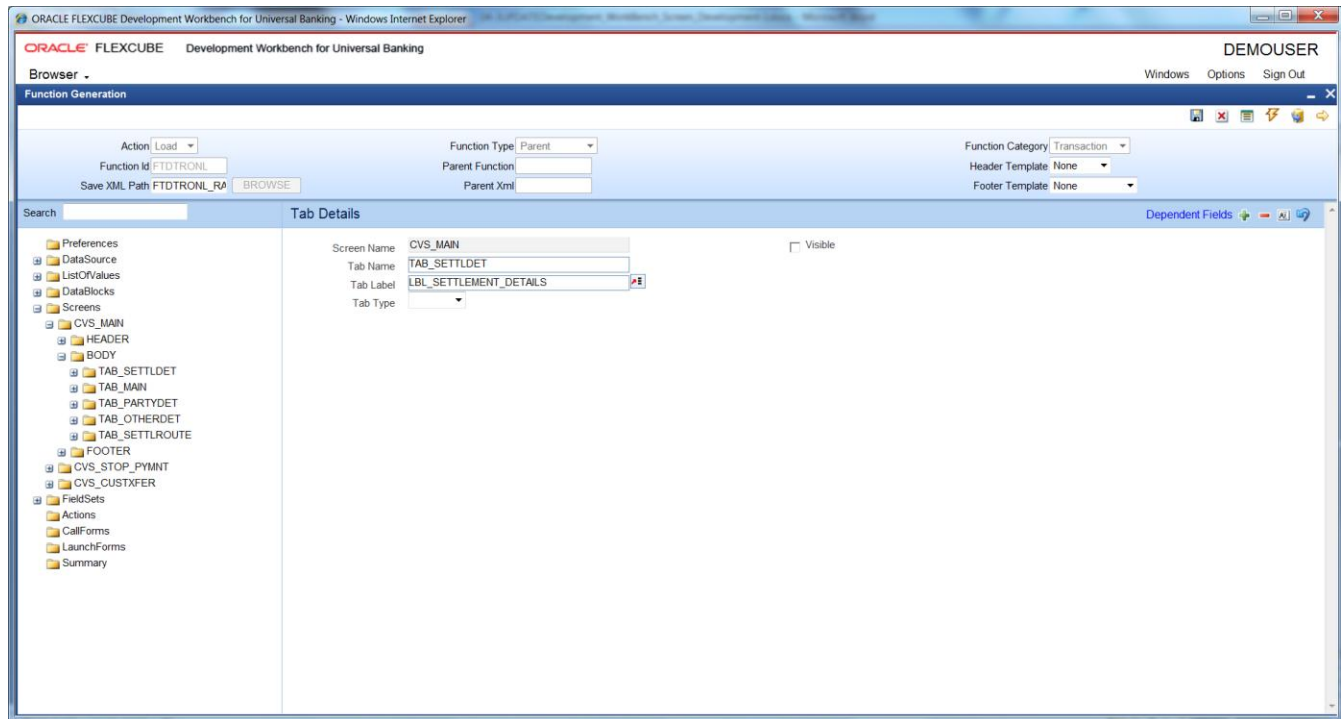 ORACLE FLEXCUBE Development Workbench for Universal Banking - Windows Internet Explorer
ORACLE FLEXCUBE Development Workbench for Universal Banking DEMOUSER
Browser Windows Options Sign Out
Function Generation
Action Load Function Type Parent Function Category Transaction
Function Id FTDTRONL Parent Function Header Template None
Save XML Path FTDTRONL_RA BROWSE Parent Xml Footer Template None
Search Tab Details Dependent Fields
Preferences
DataSource
ListOfValues
DataBlocks
Screens
CVS_MAIN
HEADER
BODY
TAB_SETTLDET
TAB_MAIN
TAB_PARTYDET
TAB_OTHERDET
TAB_SETTLROUTE
FOOTER
CVS_STOP_PYMNT
CVS_CUSTXFER
FieldSets
Actions
CallForms
LaunchForms
Summary
Screen Name CVS_MAIN Visible
Tab Name TAB_SETTLDET
Tab Label LBL_SETTLEMENT_DETAILS
Tab Type